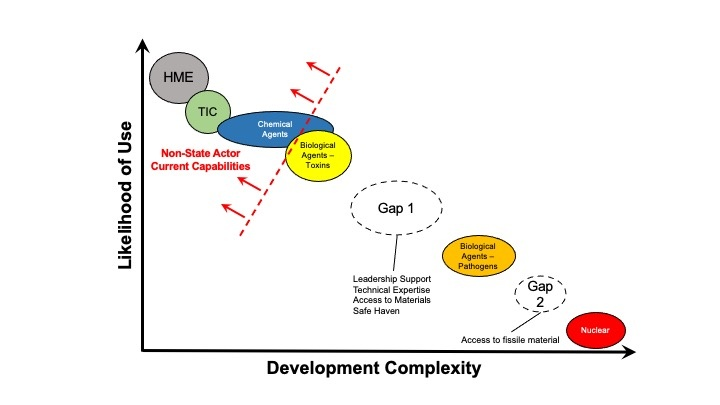 HME
TIC
Chemical
Agents
Biological
Agents –
Toxins
Non-State Actor
Current Capabilities
Likelihood of Use
Gap 1
Leadership Support
Technical Expertise
Access to Materials
Safe Haven
Biological
Agents –
Pathogens
Gap
2
Access to fissile material
Nuclear
Development Complexity